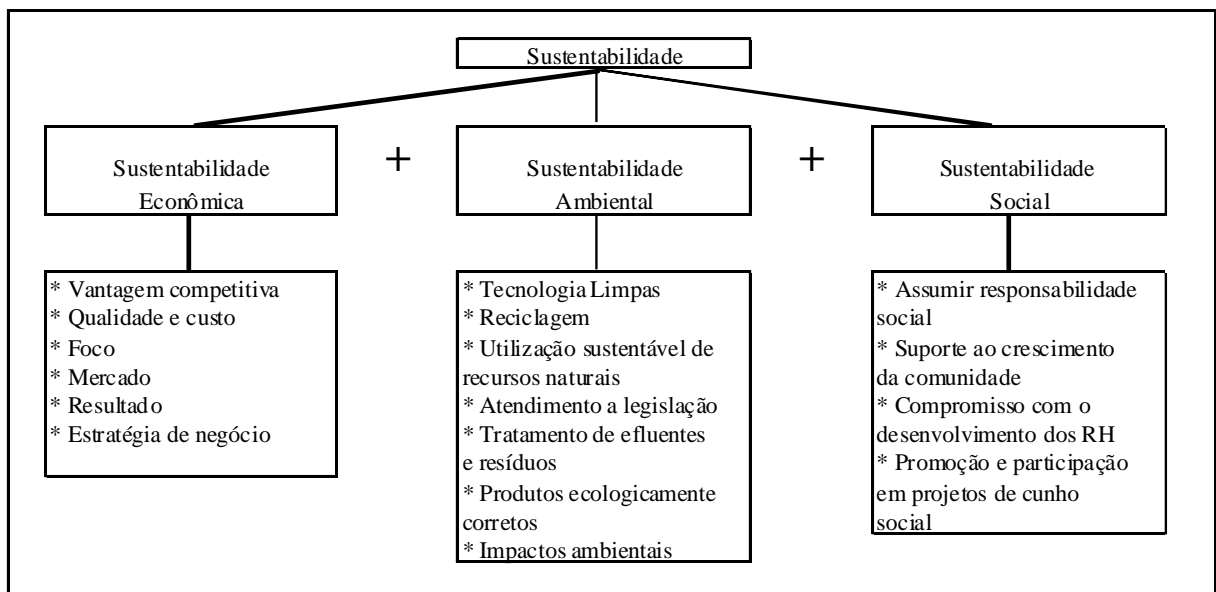 Sustentabilidade
Sustentabilidade
Econômica
+
Sustentabilidade
Ambiental
+
Sustentabilidade
Social
* Vantagem competitiva
* Qualidade e custo
* Foco
* Mercado
* Resultado
* Estratégia de negócio
* Tecnologia Limpas
* Reciclagem
* Utilização sustentável de
recursos naturais
* Atendimento a legislação
* Tratamento de efluentes
e resíduos
* Produtos ecologicamente
corretos
* Impactos ambientais
* Assumir responsabilidade
social
* Suporte ao crescimento
da comunidade
* Compromisso com o
desenvolvimento dos RH
* Promoção e participação
em projetos de cunho
social